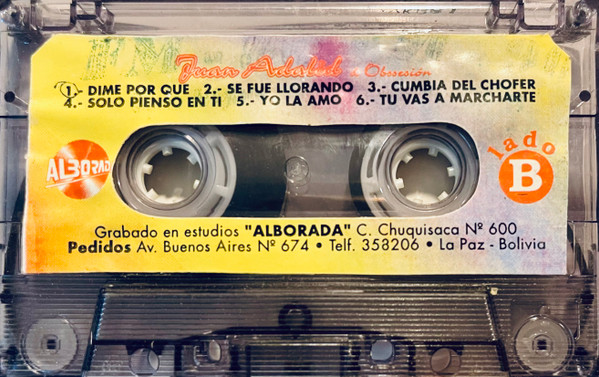 Juan Adalid & Obssesión
1.- DIME POR QUE 2.- SE FUE LLORANDO 3.- CUMBIA DEL CHOFER
4.- SOLO PIENSO EN TI 5.- YO LA AMO 6.- TU VAS A MARCHARTE
ALBORADA
lado
B
Grabado en estudios "ALBORADA" C. Chuquisaca Nº 600
Pedidos Av. Buenos Aires Nº 674 • Telf. 358206 • La Paz - Bolivia